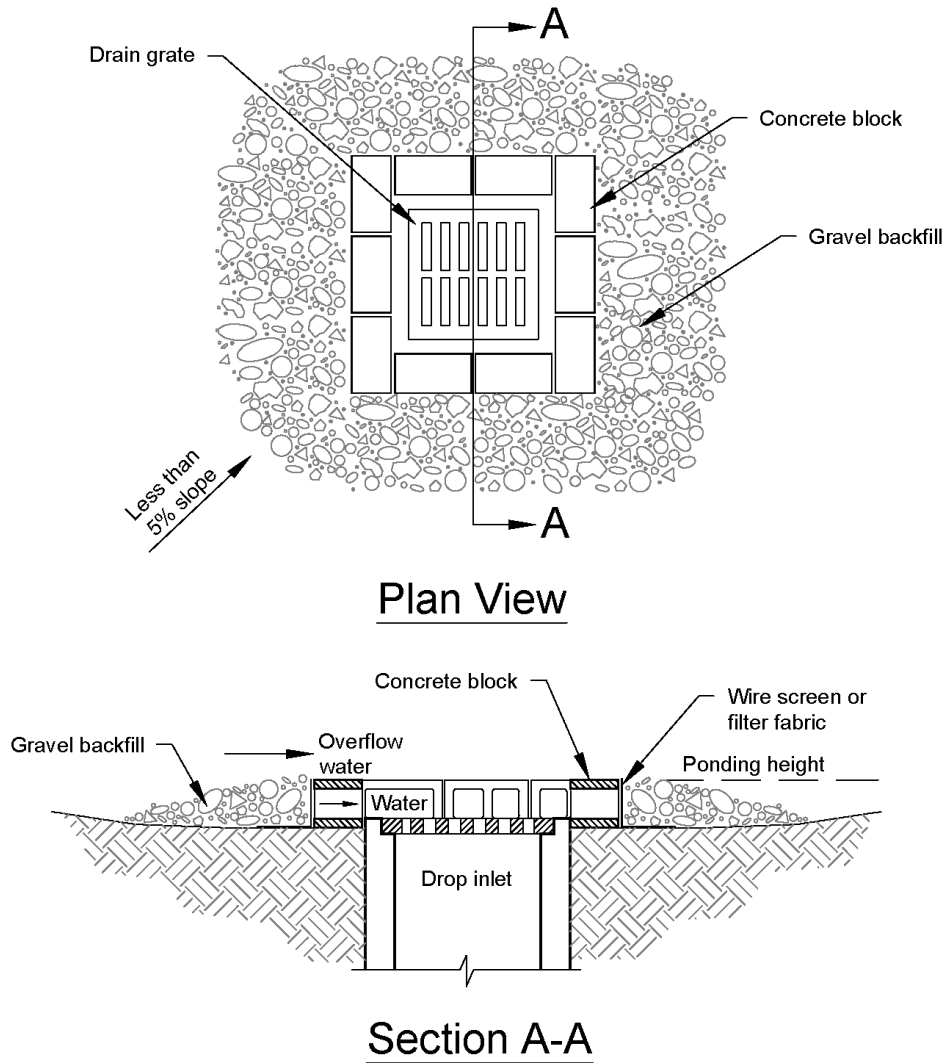 A
Drain grate
Concrete block
Gravel backfill
Less than
5% slope
A
Plan View
Concrete block
Wire screen or
filter fabric
Gravel backfill
Overflow
water
Ponding height
Water
Drop inlet
Section A-A